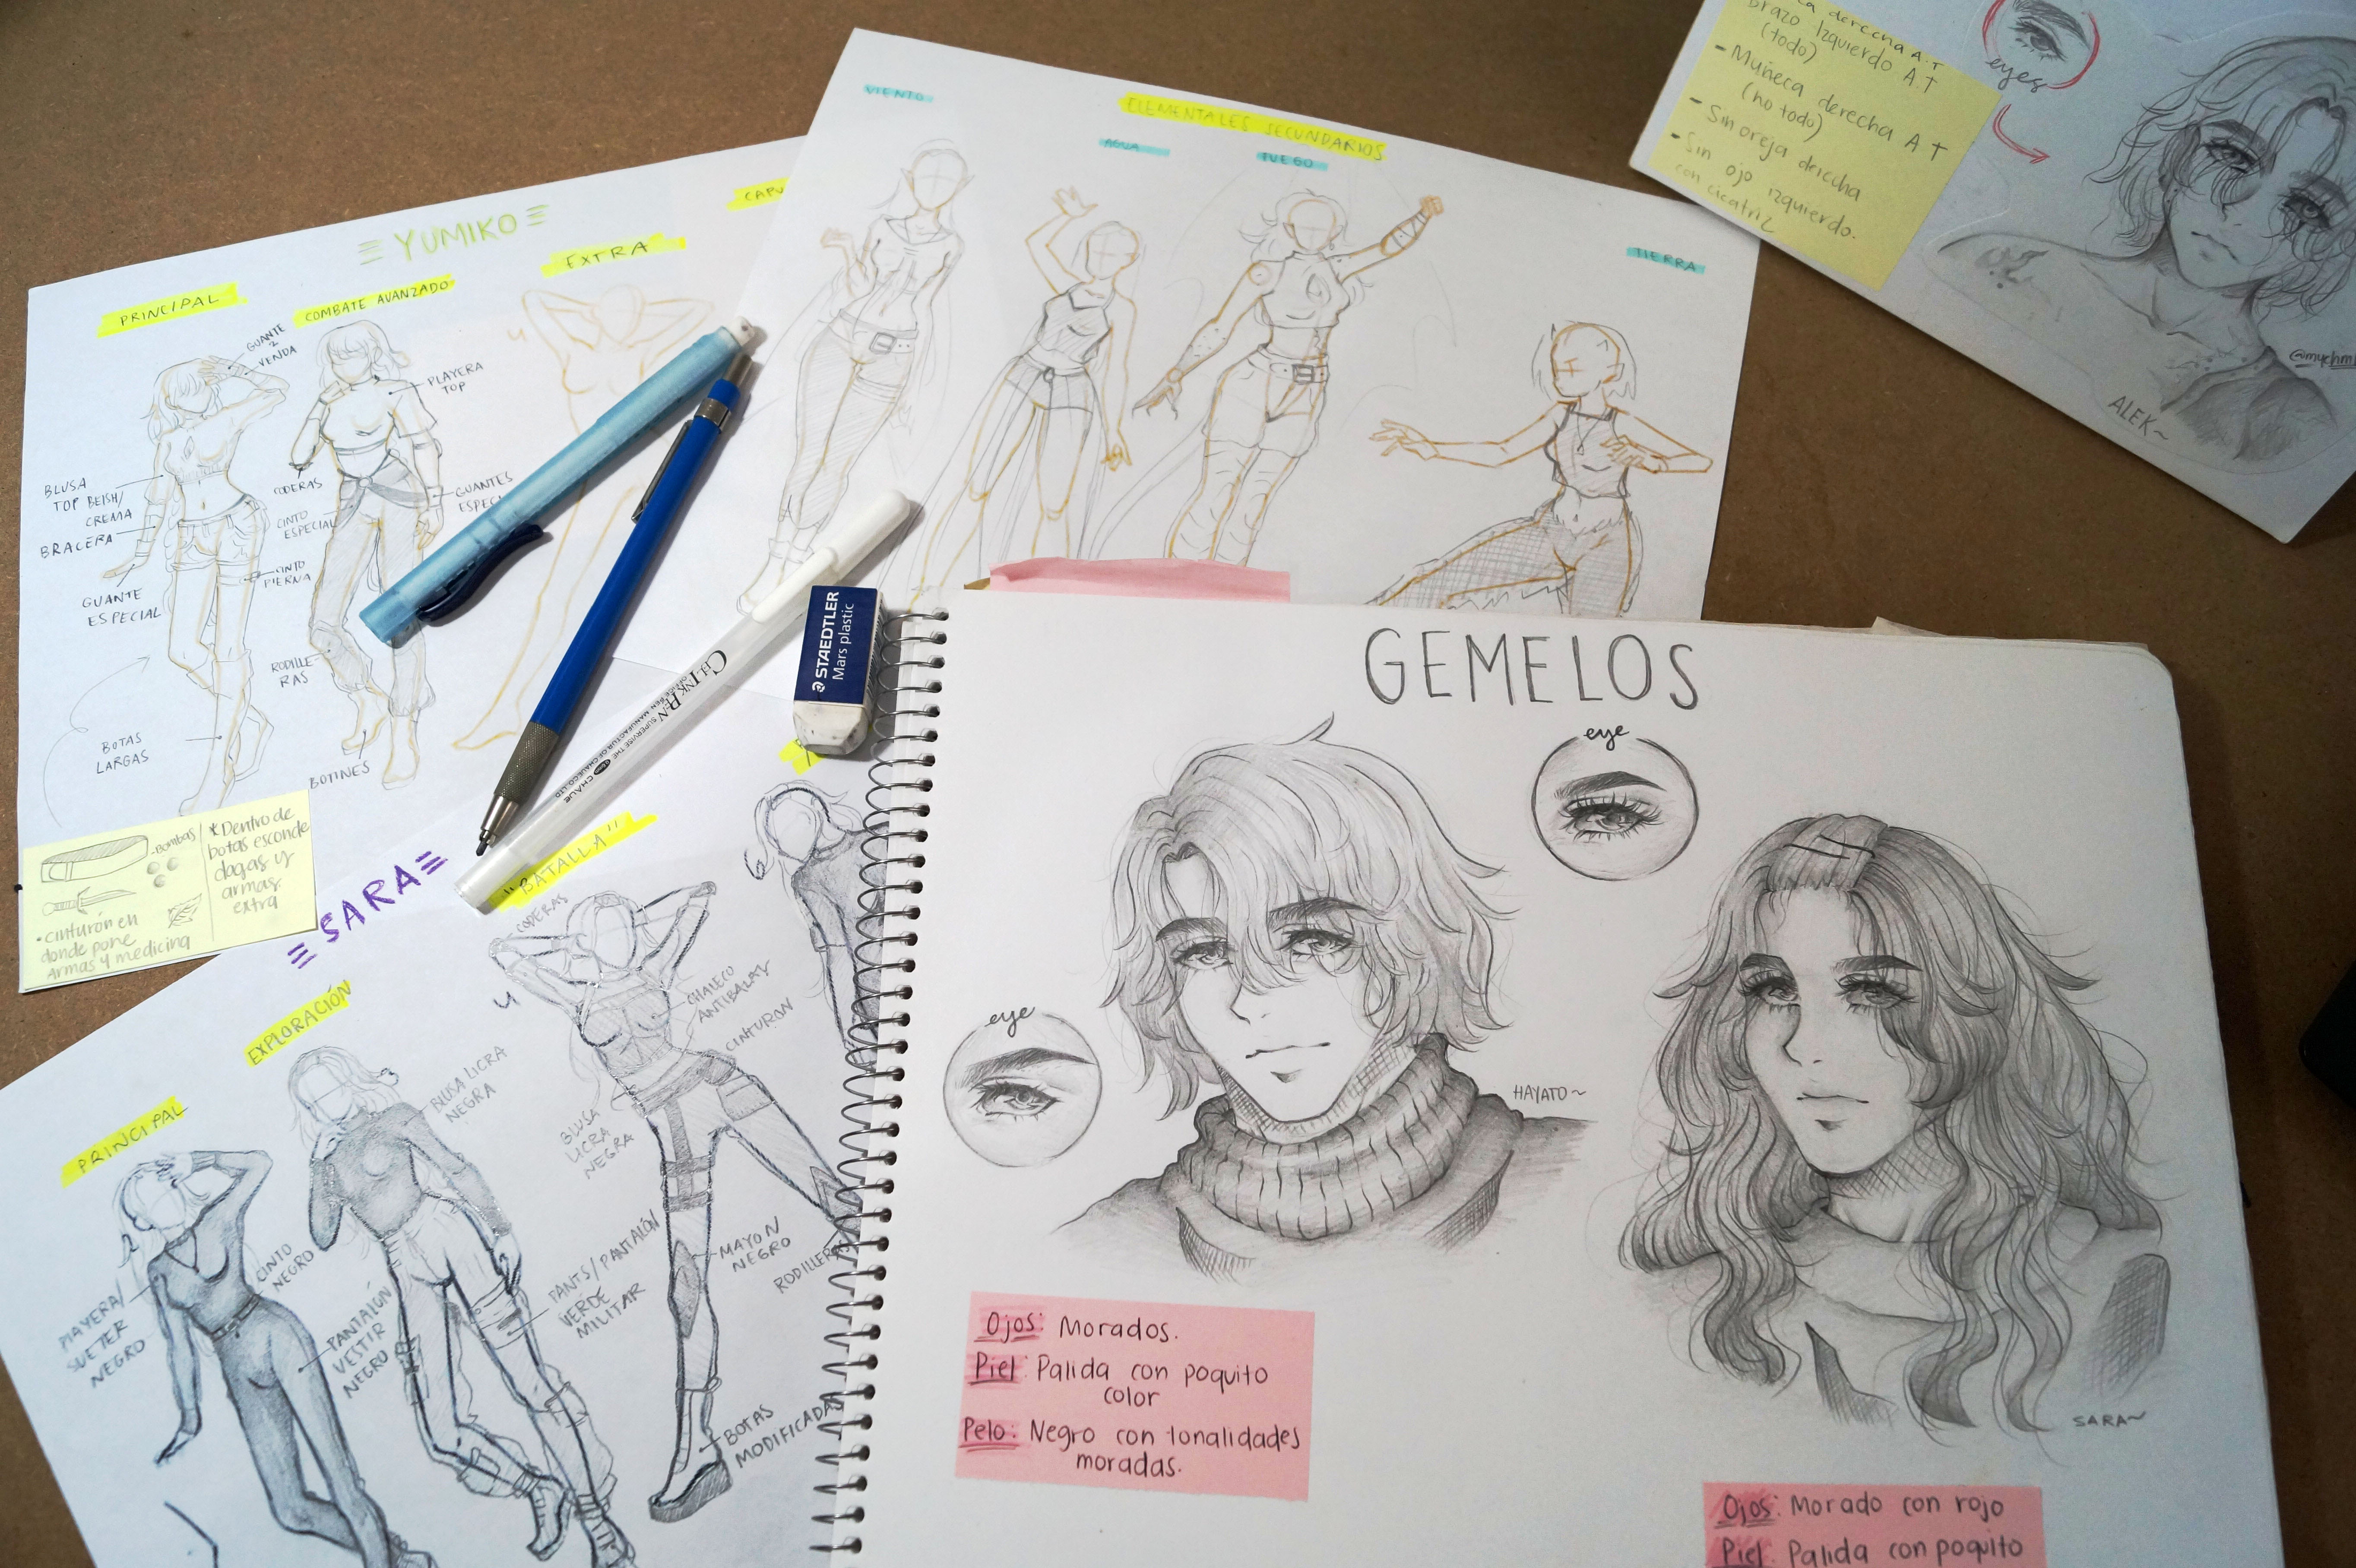 YUMIKO
PRINCIPAL
COMBATE AVANZADO
EXTRA
GUANTE
2
VENDA
PLAYERA
TOP
BLUSA
TOP BEISH/
CREMA
BRACERA
GUANTE
ESPECIAL
CODERAS
CINTO
ESPECIAL
GUANTES
CINTO
PIERNA
RODILLE-
RAS
BOTAS
LARGAS
BOTINES
Bombas
* Dentro de
botas esconde
dagas y
armas
extra
• cinturón en
donde pone
armas y medicina
ELEMENTALES SECUNDARIOS
VIENTO
AGUA
FUEGO
TIERRA
derecha A.T
Brazo Izquierdo A.T
(todo)
- Muñeca derecha A T
(no todo)
- Sin oreja derecha
- Sin ojo izquierdo
con cicatriz
eyes
ALEK~
STAEDTLER
Mars plastic
SARA
PRINCIPAL
EXPLORACIÓN
"BATALLA"
CODERAS
CHALECO
ANTIBALAS
CINTURON
BLUSA LICRA
NEGRA
BLUSA
LICRA
NEGRA
PLAYERA/
SUETER
NEGRO
CINTO
NEGRO
PANTALÓN
VESTIR
NEGRO
PANTS/PANTALÓN
VERDE
MILITAR
MAYON
NEGRO
RODILLERA
BOTAS
MODIFICADAS
GEMELOS
eye
eye
HAYATO~
SARA~
Ojos: Morados.
Piel: Palida con poquito
color
Pelo: Negro con tonalidades
moradas.
Ojos: Morado con rojo
Piel: Palida con poquito